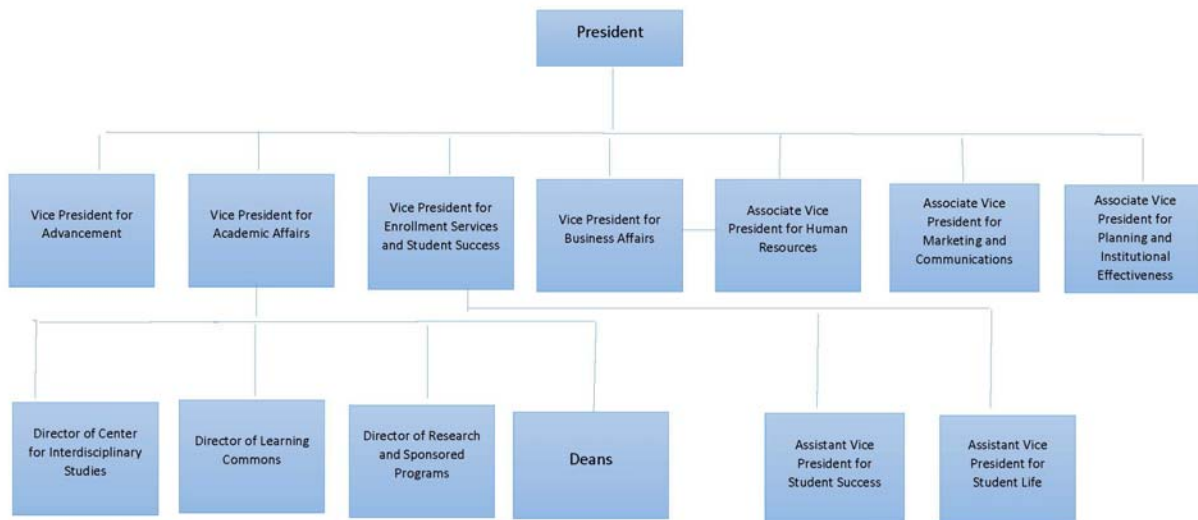 President
Vice President for
Advancement
Vice President for
Academic Affairs
Vice President for
Enrollment Services
and Student Success
Vice President for
Business Affairs
Associate Vice
President for Human
Resources
Associate Vice
President for
Marketing and
Communications
Associate Vice
President for
Planning and
Institutional
Effectiveness
Director of Center
for Interdisciplinary
Studies
Director of Learning
Commons
Director of Research
and Sponsored
Programs
Deans
Assistant Vice
President for
Student Success
Assistant Vice
President for
Student Life